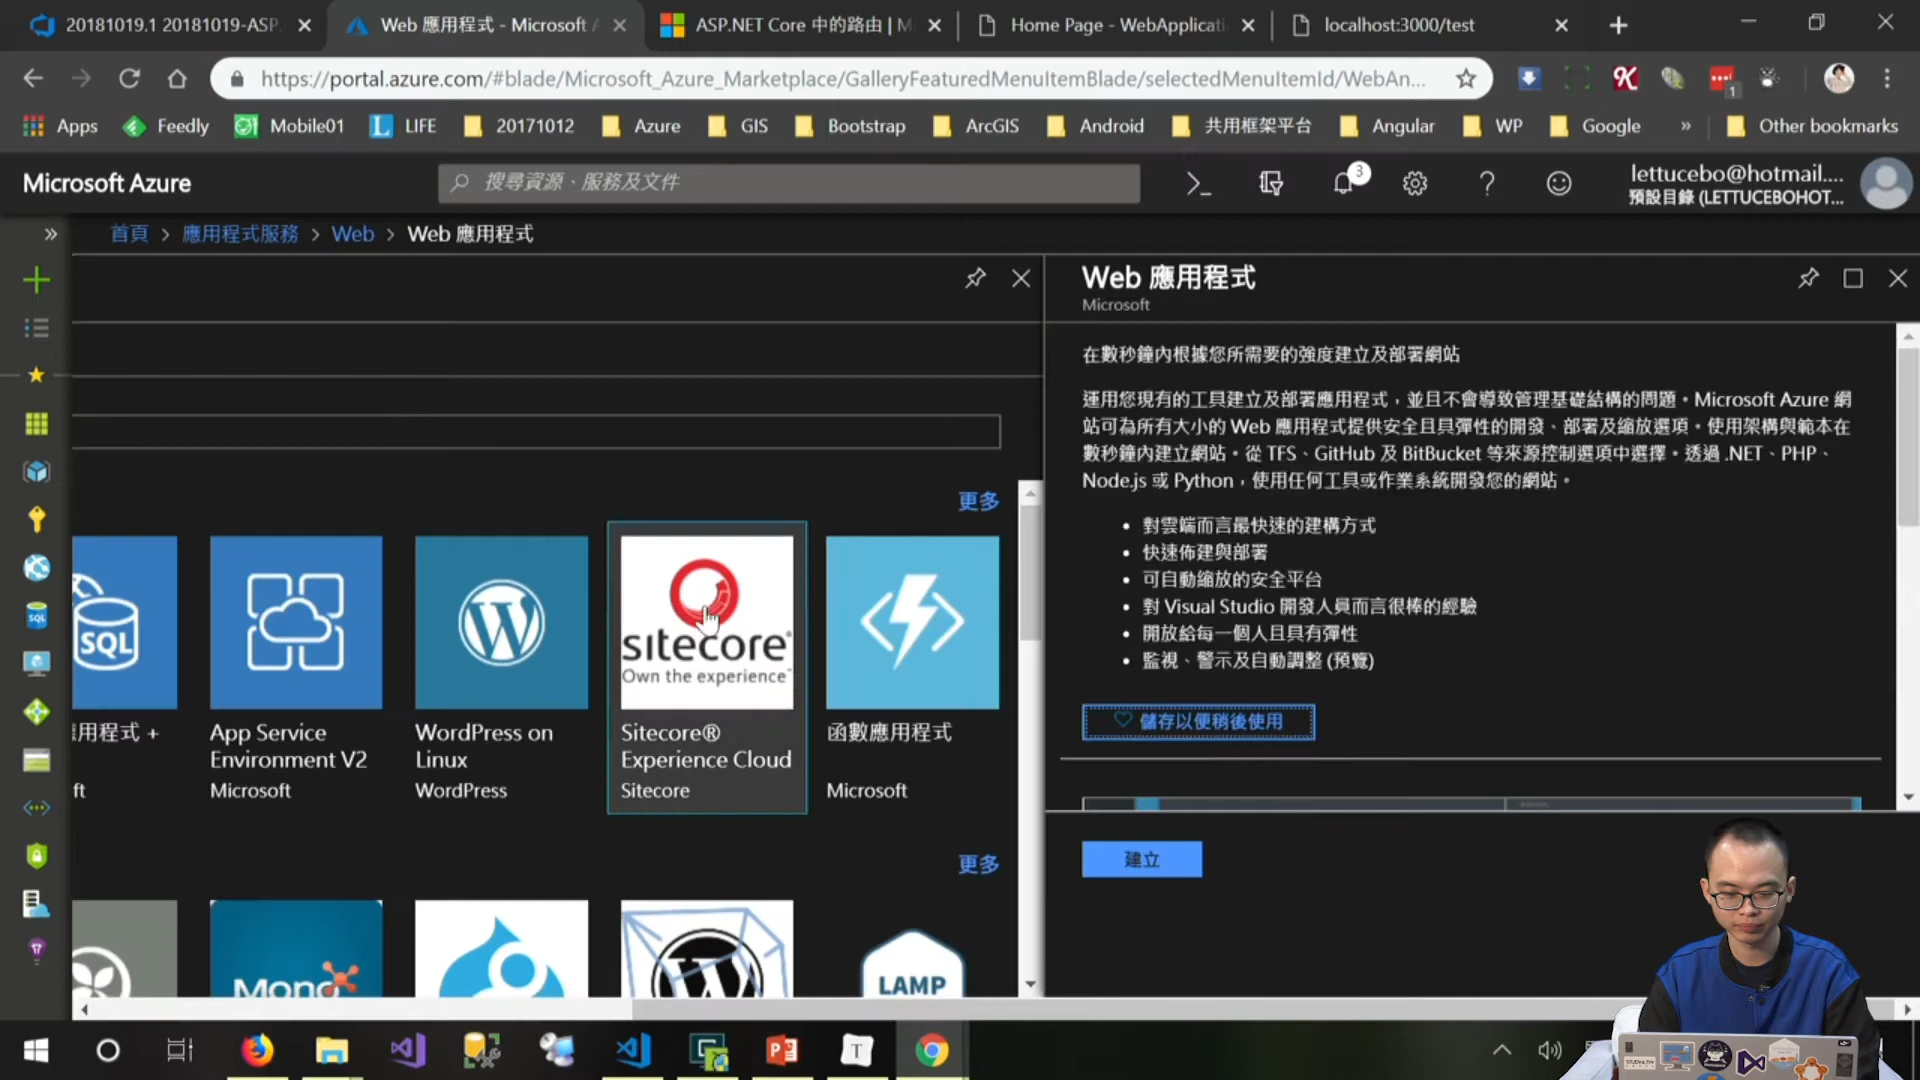 20181019.1 20181019-ASP.
Web 應用程式 - Microsoft A
ASP.NET Core 中的路由 | M
Home Page - WebApplicati
localhost:3000/test
https://portal.azure.com/#blade/Microsoft_Azure_Marketplace/GalleryFeaturedMenuItemBlade/selectedMenuItemId/WebAn...
1
Apps
Feedly
Mobile01
LIFE
20171012
Azure
GIS
Bootstrap
ArcGIS
Android
共用框架平台
Angular
WP
Google
»
Other bookmarks
Microsoft Azure
搜尋資源、服務及文件
3
lettucebo@hotmail....
預設目錄 (LETTUCEBOHOT...
首頁 > 應用程式服務 > Web > Web 應用程式
Web 應用程式
Microsoft
在數秒鐘內根據您所需要的強度建立及部署網站
運用您現有的工具建立及部署應用程式，並且不會導致管理基礎結構的問題。Microsoft Azure 網
站可為所有大小的 Web 應用程式提供安全且具彈性的開發、部署及縮放選項。使用架構與範本在
數秒鐘內建立網站。從 TFS、GitHub 及 BitBucket 等來源控制選項中選擇。透過 .NET、PHP、
Node.js 或 Python，使用任何工具或作業系統開發您的網站。
• 對雲端而言最快速的建構方式
• 快速佈建與部署
• 可自動縮放的安全平台
• 對 Visual Studio 開發人員而言很棒的經驗
• 開放給每一個人且具有彈性
• 監視、警示及自動調整 (預覽)
儲存以便稍後使用
建立
更多
SQL
sitecore
Own the experience
用程式 +
ft
App Service
Environment V2
Microsoft
WordPress on
Linux
WordPress
Sitecore®
Experience Cloud
Sitecore
函數應用程式
Microsoft
更多
Mono
LAMP